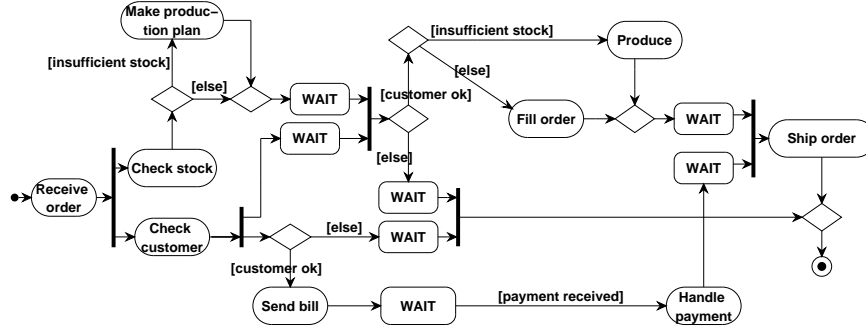 Make produc-
tion plan
[insufficient stock]
Produce
[insufficient stock]
[else]
[else]
WAIT
[customer ok]
Fill order
WAIT
WAIT
Ship order
[else]
Check stock
WAIT
Receive
order
WAIT
Check
customer
[else]
WAIT
[customer ok]
Send bill
WAIT
[payment received]
Handle
payment